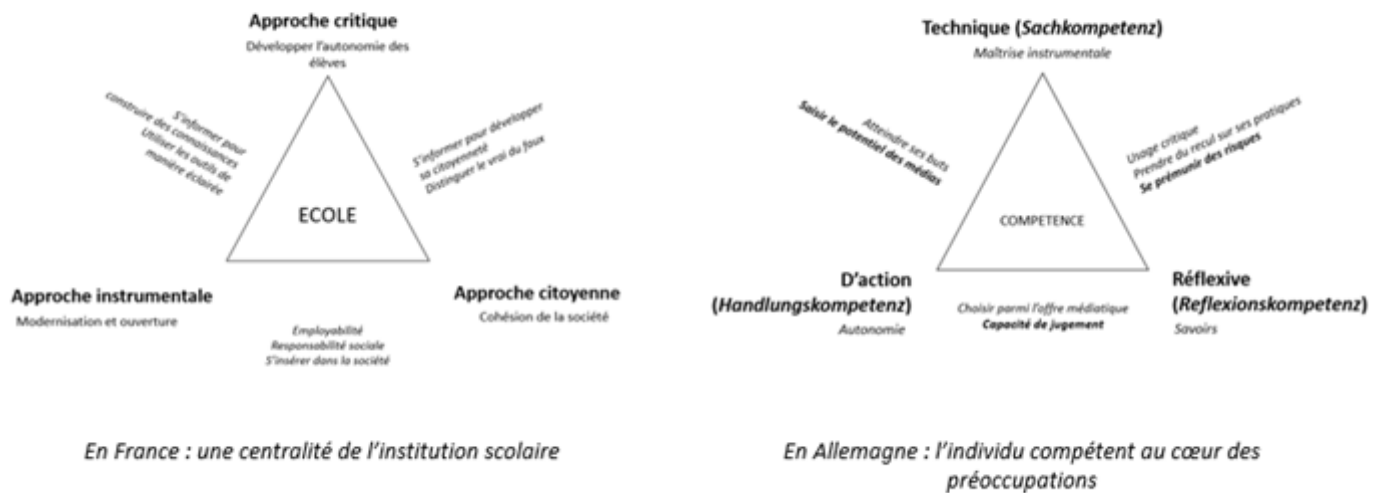 Approche critique
Développer l'autonomie des
élèves
S'informer pour
construire des connaissances
Utiliser les outils de
manière éclairée
S'informer pour développer
sa citoyenneté
Distinguer le vrai du faux
ECOLE
Approche instrumentale
Modernisation et ouverture
Approche citoyenne
Cohésion de la société
Employabilité
Responsabilité sociale
S'insérer dans la société
En France : une centralité de l'institution scolaire
Technique (Sachkompetenz)
Maîtrise instrumentale
Atteindre ses buts
Saisir le potentiel des médias
Usage critique
Prendre du recul sur ses pratiques
Se prémunir des risques
COMPETENCE
D'action
(Handlungskompetenz)
Autonomie
Choisir parmi l'offre médiatique
Capacité de jugement
Réflexive
(Reflexionskompetenz)
Savoirs
En Allemagne : l'individu compétent au cœur des
préoccupations